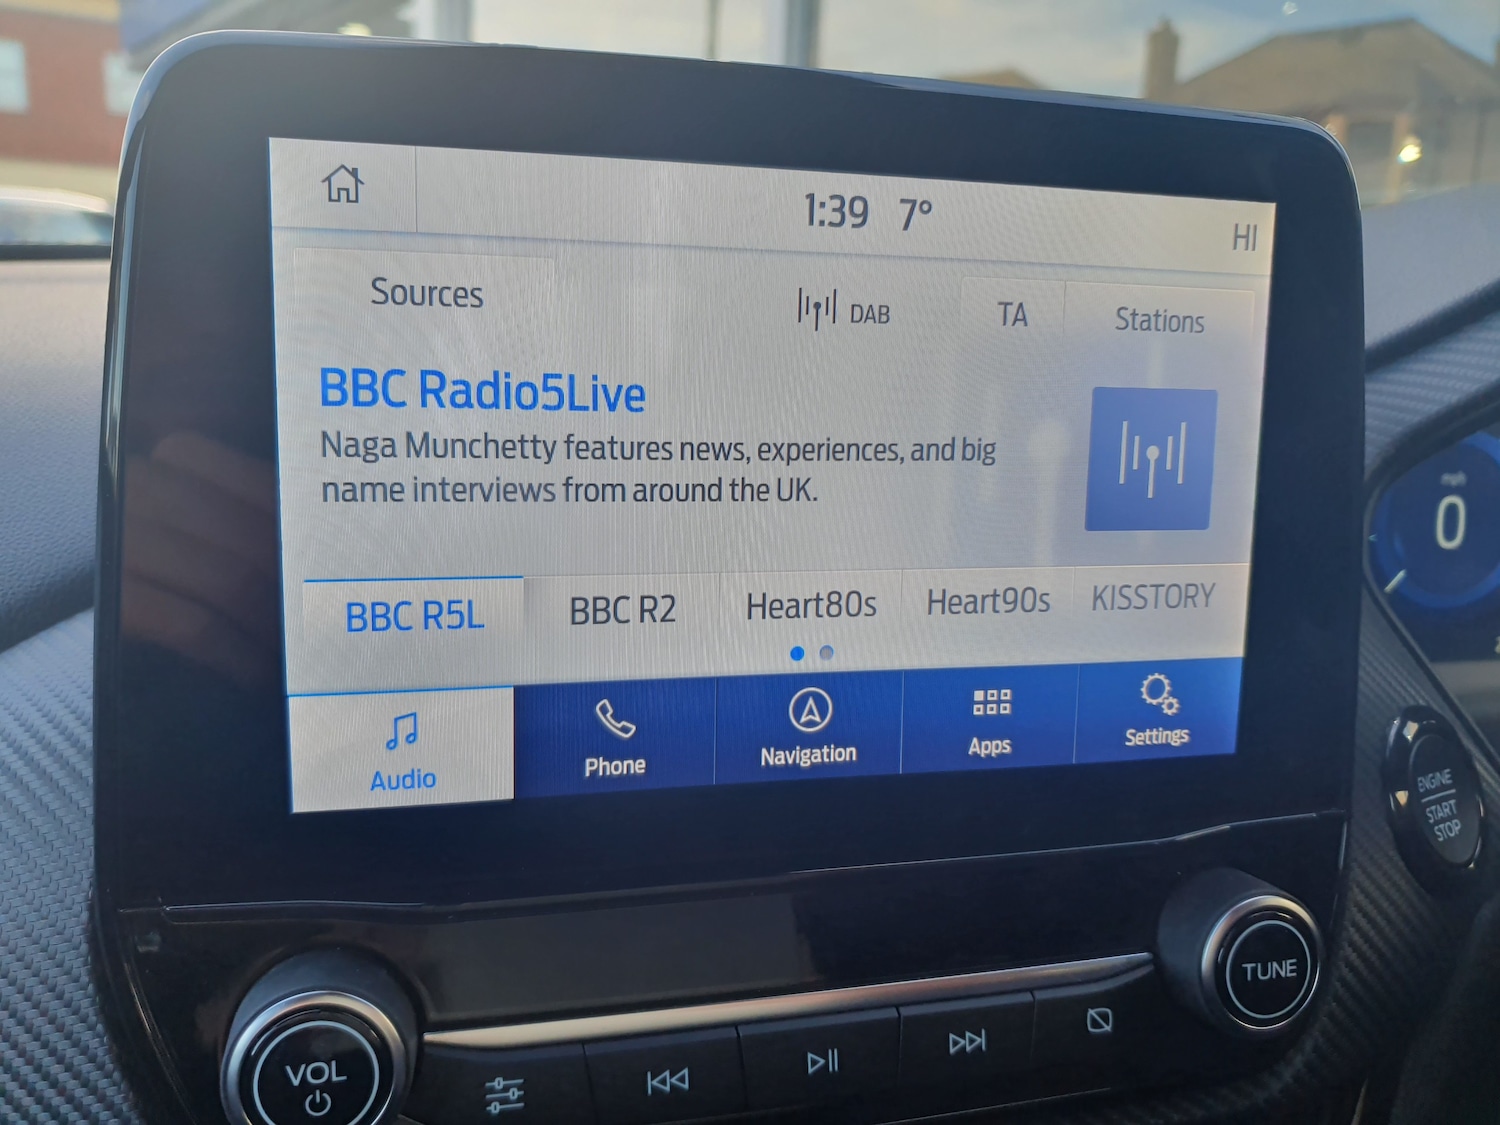 1:39 7°
HI
Sources
DAB
TA
Stations
BBC Radio5Live
Naga Munchetty features news, experiences, and big
name interviews from around the UK.
BBC R5L
BBC R2
Heart80s
Heart90s
KISSTORY
Audio
Phone
Navigation
Apps
Settings
mph
0
ENGINE
START
STOP
VOL
TUNE